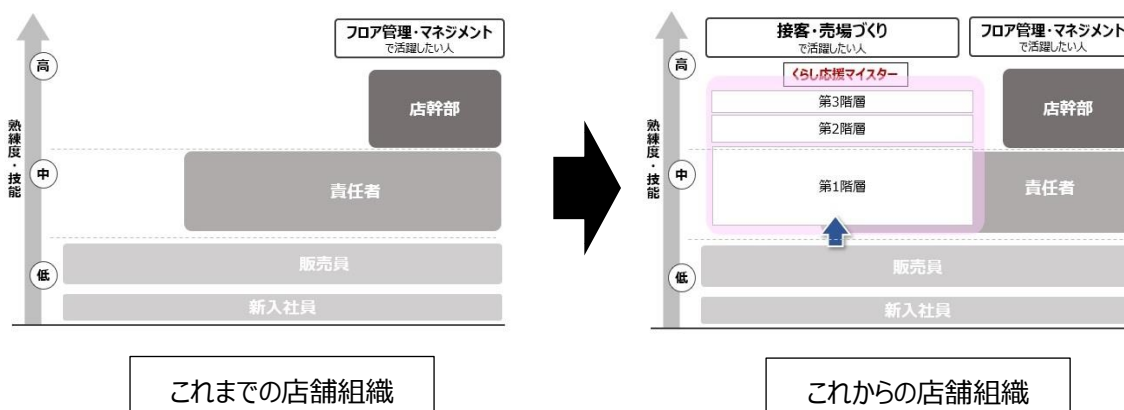 フロア管理・マネジメント
で活躍したい人
高
店幹部
熟練度・技能
中
責任者
低
販売員
新入社員
これまでの店舗組織
接客・売場づくり
で活躍したい人
フロア管理・マネジメント
で活躍したい人
くらし応援マイスター
高
第3階層
第2階層
店幹部
熟練度・技能
中
第1階層
責任者
低
販売員
新入社員
これからの店舗組織